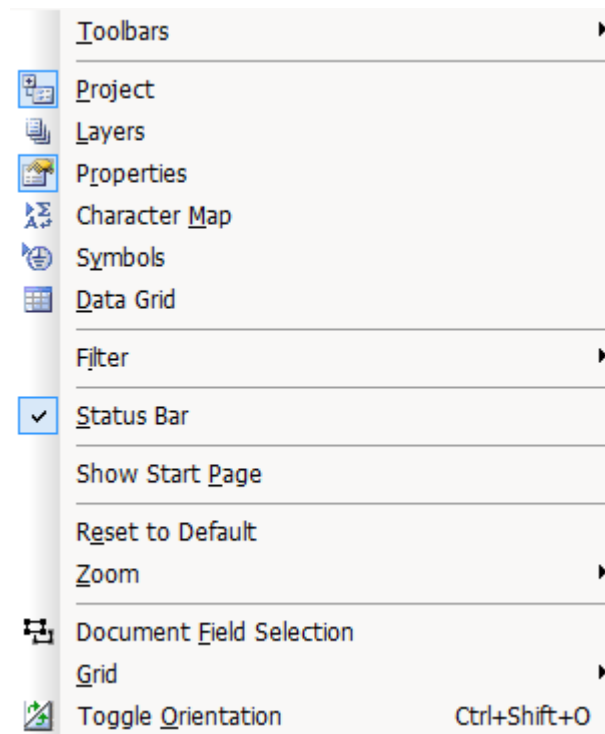 Toolbars
Project
Layers
Properties
Character Map
Symbols
Data Grid
Filter
Status Bar
Show Start Page
Reset to Default
Zoom
Document Field Selection
Grid
Toggle Orientation Ctrl+Shift+O